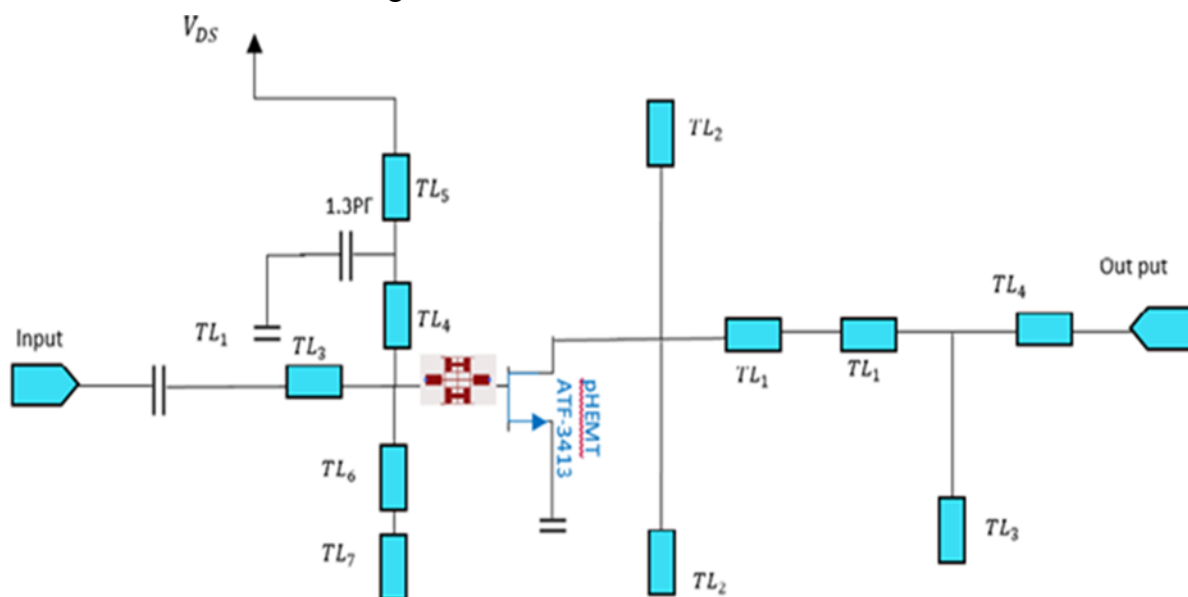 V_DS
TL_2
TL_5
1.3PΓ
Out put
TL_4
TL_4
Input
TL_1
TL_3
TL_1
TL_1
pHEMT
ATF-3413
TL_6
TL_3
TL_7
TL_2